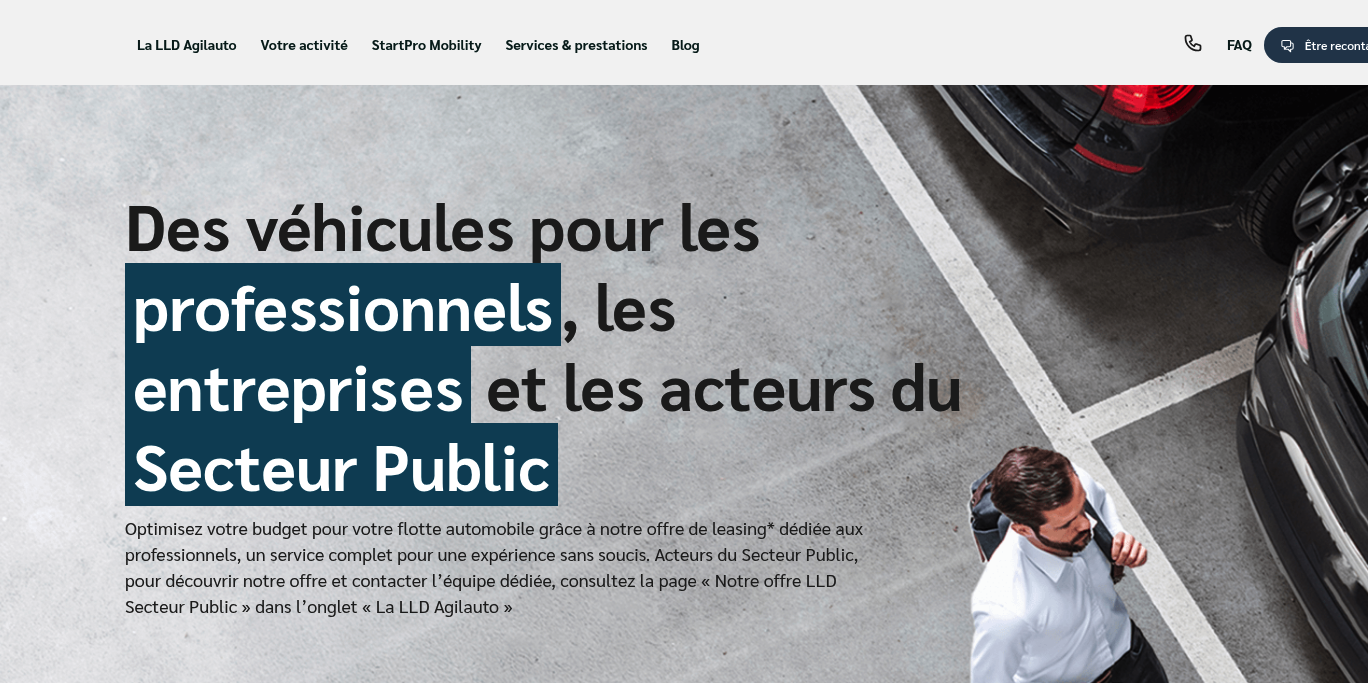 La LLD Agilauto
Votre activité
StartPro Mobility
Services & prestations
Blog
FAQ
Être
Des véhicules pour les
professionnels, les
entreprises et les acteurs du
Secteur Public
Optimisez votre budget pour votre flotte automobile grâce à notre offre de leasing* dédiée aux
professionnels, un service complet pour une expérience sans soucis. Acteurs du Secteur Public,
pour découvrir notre offre et contacter l’équipe dédiée, consultez la page « Notre offre LLD
Secteur Public » dans l’onglet « La LLD Agilauto »